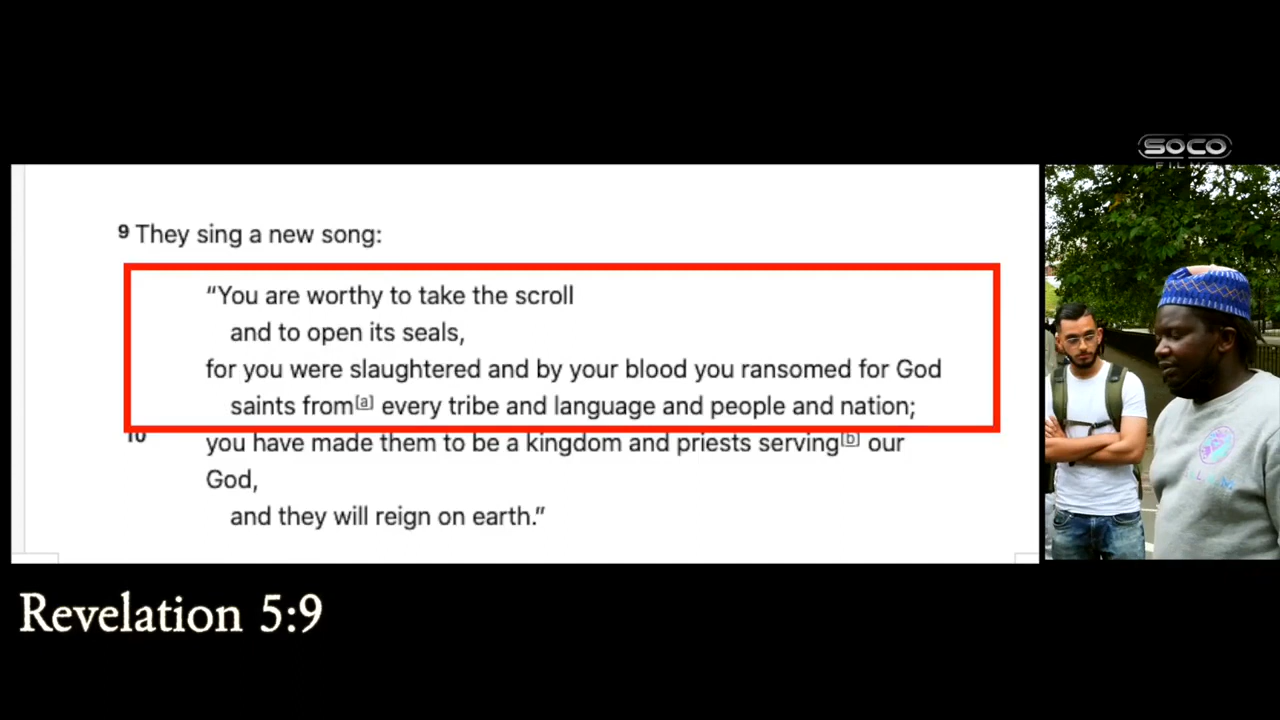 SOCO
FILMS
9 They sing a new song:
“You are worthy to take the scroll
and to open its seals,
for you were slaughtered and by your blood you ransomed for God
saints from[a] every tribe and language and people and nation;
10 you have made them to be a kingdom and priests serving[b] our
God,
and they will reign on earth.”
Revelation 5:9